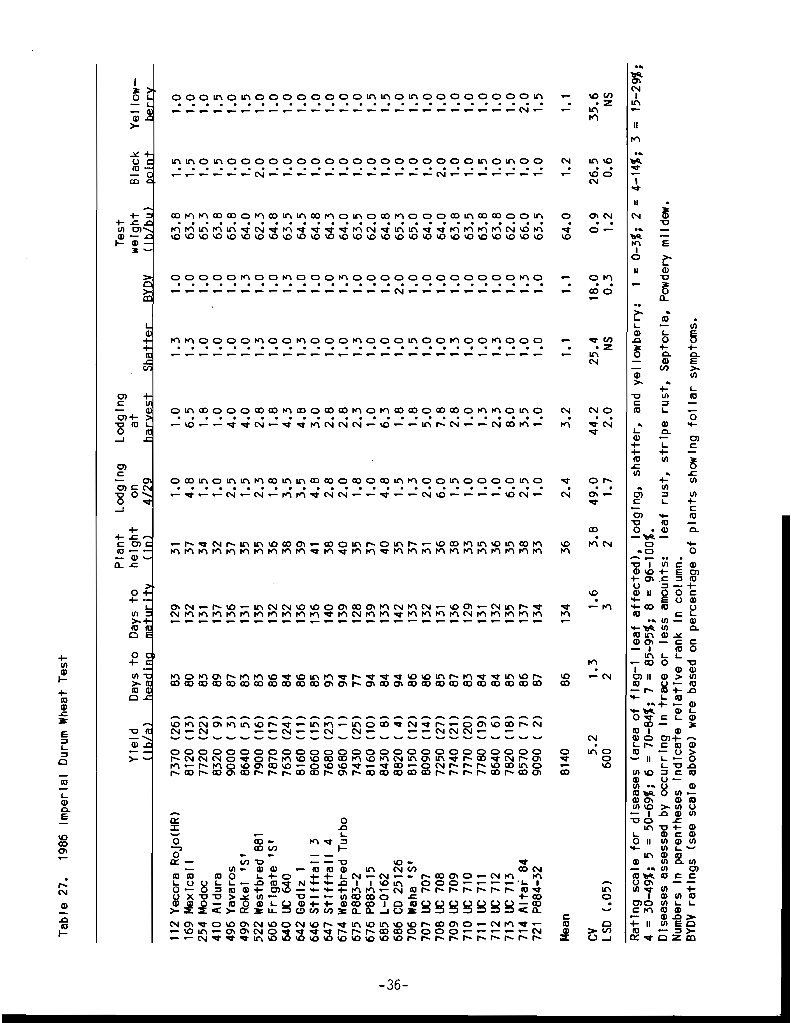 Table 27. 1986 Imperial Durum Wheat Test
Yield (lb/a) Days to heading Days to maturity Plant height (in) Lodging on 4/29 Lodging at harvest Shatter BYDV Test weight (lb/bu) Black point Yellow-berry
112 Yecora Rojo(HR) 7370 (26) 83 129 31 1.0 1.0 1.3 1.0 63.8 1.5 1.0
169 Mexicali 8120 (13) 80 132 37 4.8 6.5 1.3 1.0 63.3 1.5 1.0
254 Modoc 7720 (22) 83 131 34 1.5 1.8 1.0 1.0 65.3 1.0 1.0
410 Aldura 8320 ( 9) 89 137 32 1.0 1.0 1.0 1.0 63.8 1.5 1.5
496 Yavaros 9000 ( 3) 87 136 37 2.5 4.0 1.0 1.0 65.8 1.0 1.0
499 Rokel 'S' 8640 ( 5) 83 131 35 1.5 4.0 1.0 1.3 64.0 1.0 1.5
522 Westbred 881 7900 (16) 83 135 35 2.3 2.8 1.3 1.0 62.3 2.0 1.0
606 Frigate 'S' 7870 (17) 86 132 36 1.8 1.8 1.0 1.0 64.8 1.0 1.0
640 UC 640 7630 (24) 84 132 38 3.5 4.3 1.3 1.3 63.5 1.0 1.0
642 Gediz 1 8160 (11) 86 136 39 3.5 4.8 1.3 1.0 64.5 1.0 1.0
646 Stifftail 3 8060 (15) 85 136 41 4.8 3.0 1.0 1.0 64.8 1.0 1.0
647 Stifftail 4 7680 (23) 93 140 38 2.8 2.8 1.0 1.0 64.3 1.0 1.0
674 Westbred Turbo 9680 ( 1) 94 139 40 2.0 2.8 1.0 1.3 64.0 1.0 1.0
675 P883-2 7430 (25) 77 128 35 1.8 2.3 1.3 1.0 63.5 1.0 1.0
676 P883-15 8160 (10) 94 139 37 1.0 1.0 1.0 1.0 62.0 1.0 1.5
685 L-0162 8430 ( 8) 84 133 40 4.8 6.3 1.0 1.0 64.8 1.0 1.5
686 CD 25126 8820 ( 4) 94 142 35 1.5 1.8 1.0 2.0 65.3 1.0 1.0
706 Waha 'S' 8150 (12) 86 133 37 1.3 1.8 1.5 1.0 65.0 1.0 1.5
707 UC 707 8090 (14) 86 132 31 2.0 5.0 1.0 1.0 64.0 1.0 1.0
708 UC 708 7250 (27) 85 131 36 6.0 7.8 1.0 1.0 64.0 2.0 1.0
709 UC 709 7740 (21) 87 136 38 1.5 2.8 1.3 1.0 63.8 1.0 1.0
710 UC 710 7770 (20) 83 129 33 1.0 1.0 1.0 1.0 63.5 1.0 1.0
711 UC 711 7780 (19) 84 131 35 1.0 1.3 1.0 1.0 63.8 1.5 1.0
712 UC 712 8640 ( 6) 84 132 36 1.0 2.3 1.3 1.0 63.8 1.0 1.0
713 UC 713 7820 (18) 85 135 35 6.0 8.0 1.0 1.0 62.0 1.5 1.0
714 Altar 84 8570 ( 7) 86 137 38 2.5 3.5 1.0 1.3 66.0 1.0 2.0
721 P884-32 9090 ( 2) 87 134 33 1.0 1.0 1.0 1.0 63.5 1.0 1.5
Mean 8140 86 134 36 2.4 3.2 1.1 1.1 64.0 1.2 1.1
CV 5.2 1.3 1.6 3.8 49.0 44.2 25.4 18.0 0.9 26.5 35.6
LSD (.05) 600 2 3 2 1.7 2.0 NS 0.3 1.2 0.6 NS
Rating scale for diseases (area of flag-1 leaf affected), lodging, shatter, and yellowberry: 1 = 0-3%; 2 = 4-14%; 3 = 15-29%;
4 = 30-49%; 5 = 50-69%; 6 = 70-84%; 7 = 85-95%; 8 = 96-100%.
Diseases assessed by occurring in trace or less amounts: leaf rust, stripe rust, Septoria, Powdery mildew.
Numbers in parentheses indicate relative rank in column.
BYDV ratings (see scale above) were based on percentage of plants showing foliar symptoms.
-36-